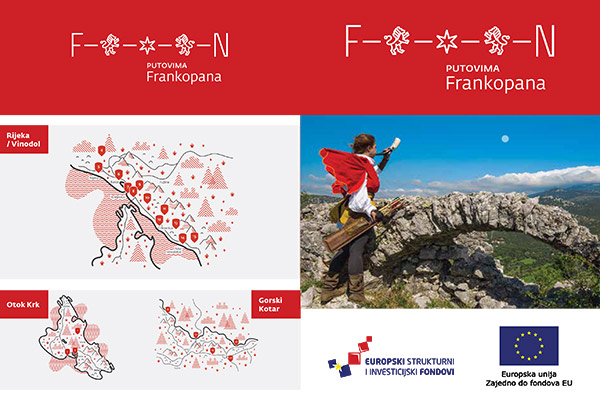 F N
PUTOVIMA
Frankopana
Rijeka
/ Vinodol
Otok Krk
Gorski
Kotar
F N
PUTOVIMA
Frankopana
EUROPSKI STRUKTURNI
I INVESTICIJSKI FONDOVI
Europska unija
Zajedno do fondova EU